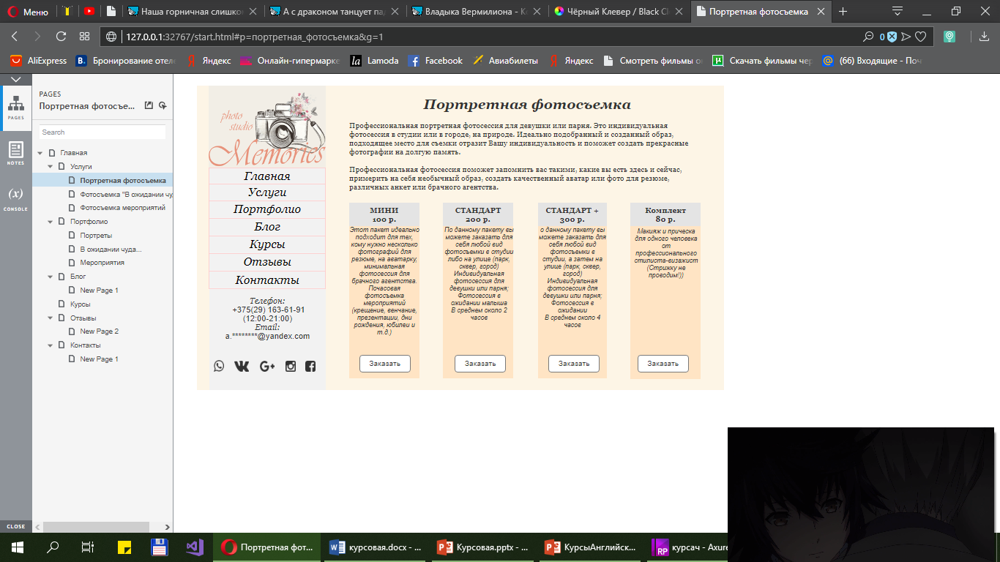 Меню
Наша горничная слишко
А с драконом танцует па
Владыка Вермилиона - К
Чёрный Клевер / Black Cl
Портретная фотосъемка
127.0.0.1:32767/start.html#p=портретная_фотосъемка&g=1
0
AliExpress
B.
Бронирование отеле
Я
Яндекс
Онлайн-гипермарке
la
Lamoda
Facebook
Авиабилеты
Я
Яндекс
Смотреть фильмы о
Скачать фильмы чер
(66) Входящие - Поч
PAGES
Портретная фотосъе...
PAGES
Search
NOTES
(x)
CONSOLE
Главная
Услуги
Портретная фотосъемка
Фотосъемка "В ожидании чу
Фотосъемка мероприятий
Портфолио
Портреты
В ожидании чуда...
Мероприятия
Блог
New Page 1
Курсы
Отзывы
New Page 2
Контакты
New Page 1
CLOSE
photo
studio
Memories
Главная
Услуги
Портфолио
Блог
Курсы
Отзывы
Контакты
Телефон:
+375(29) 163-61-91
(12:00-21:00)
Email:
a.********@yandex.com
Портретная фотосъемка
Профессиональная портретная фотосессия для девушки или парня. Это индивидуальная
фотосессия в студии или в городе, на природе. Идеально подобранный и созданный образ,
подходящее место для съемки отразит Вашу индивидуальность и поможет создать прекрасные
фотографии на долгую память.
Профессиональная фотосессия поможет запомнить вас такими, какие вы есть здесь и сейчас,
примерить на себя необычный образ, создать качественный аватар или фото для резюме,
различных анкет или брачного агентства.
МИНИ
100 р.
Этот пакет идеально
подходит для тех,
кому нужно несколько
фотографий для
резюме, на аватарку,
минимальная
фотосессия для
брачного агентства.
Почасовая
фотосъемка
мероприятий
(крещение, венчание,
презентации, дни
рождения, юбилеи и
т.д.)
Заказать
СТАНДАРТ
200 р.
По данному пакету вы
можете заказать для
себя любой вид
фотосъемки в студии
либо на улице (парк,
сквер, город)
Индивидуальная
фотосессия для
девушки или парня;
Фотосессия в
ожидании малыша
В среднем около 2
часов
Заказать
СТАНДАРТ +
300 р.
о данному пакету вы
можете заказать для
себя любой вид
фотосъемки в
студии, а затем на
улице (парк, сквер,
город)
Индивидуальная
фотосессия для
девушки или парня;
Фотосессия в
ожидании
В среднем около 4
часов
Заказать
Комплект
80 р.
Макияж и прическа
для одного человека
от
профессионального
стилиста-визажист
(Стрижку не
проводим!))
Заказать
Портретная фот...
курсовая.docx - ...
Курсовая.pptx - ...
КурсыАнглийск...
RP
курсач - Axure